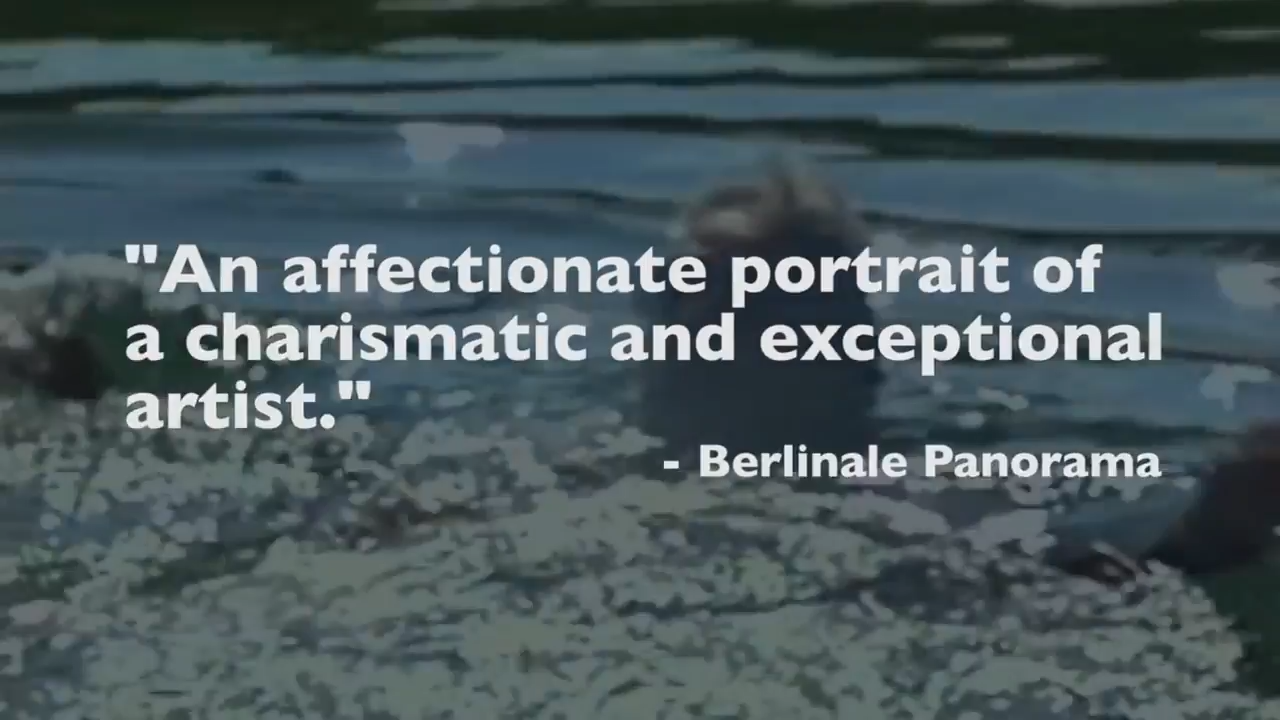 "An affectionate portrait of
a charismatic and exceptional
artist."
- Berlinale Panorama